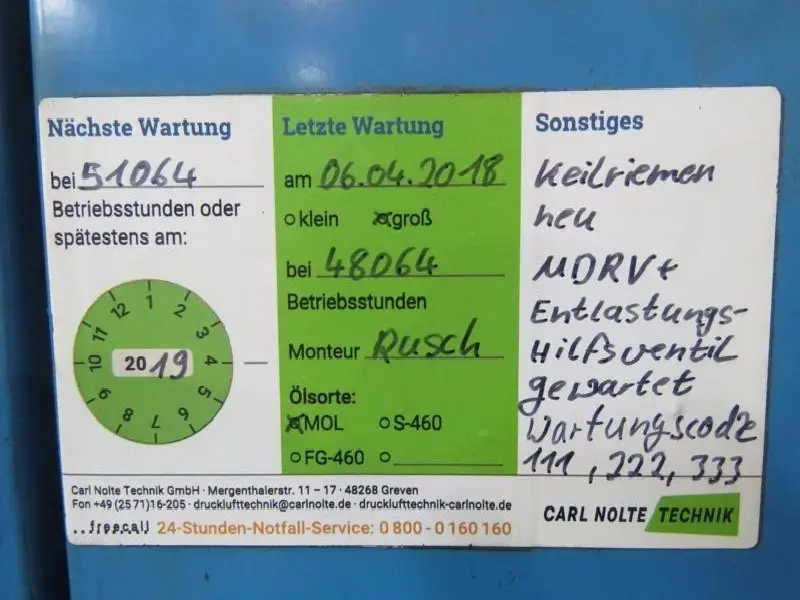 Nächste Wartung
bei 51064
Betriebsstunden oder
spätestens am:
1 2 3 4 5 6 7 8 9 10 11 12
2019
Letzte Wartung
am 06.04.2018
klein groß
bei 48064
Betriebsstunden
Monteur Rusch
Ölsorte:
MOL S-460
FG-460
Sonstiges
Keilriemen
neu
MDRV+
Entlastungs-
Hilfsventil
gewartet
Wartungscode
111, 222, 333
Carl Nolte Technik GmbH · Mergenthalerstr. 11 – 17 · 48268 Greven
Fon +49 (25 71)16-205 · drucklufttechnik@carlnolte.de · drucklufttechnik-carlnolte.de
..freecall 24-Stunden-Notfall-Service: 0 800 - 0 160 160
CARL NOLTE TECHNIK